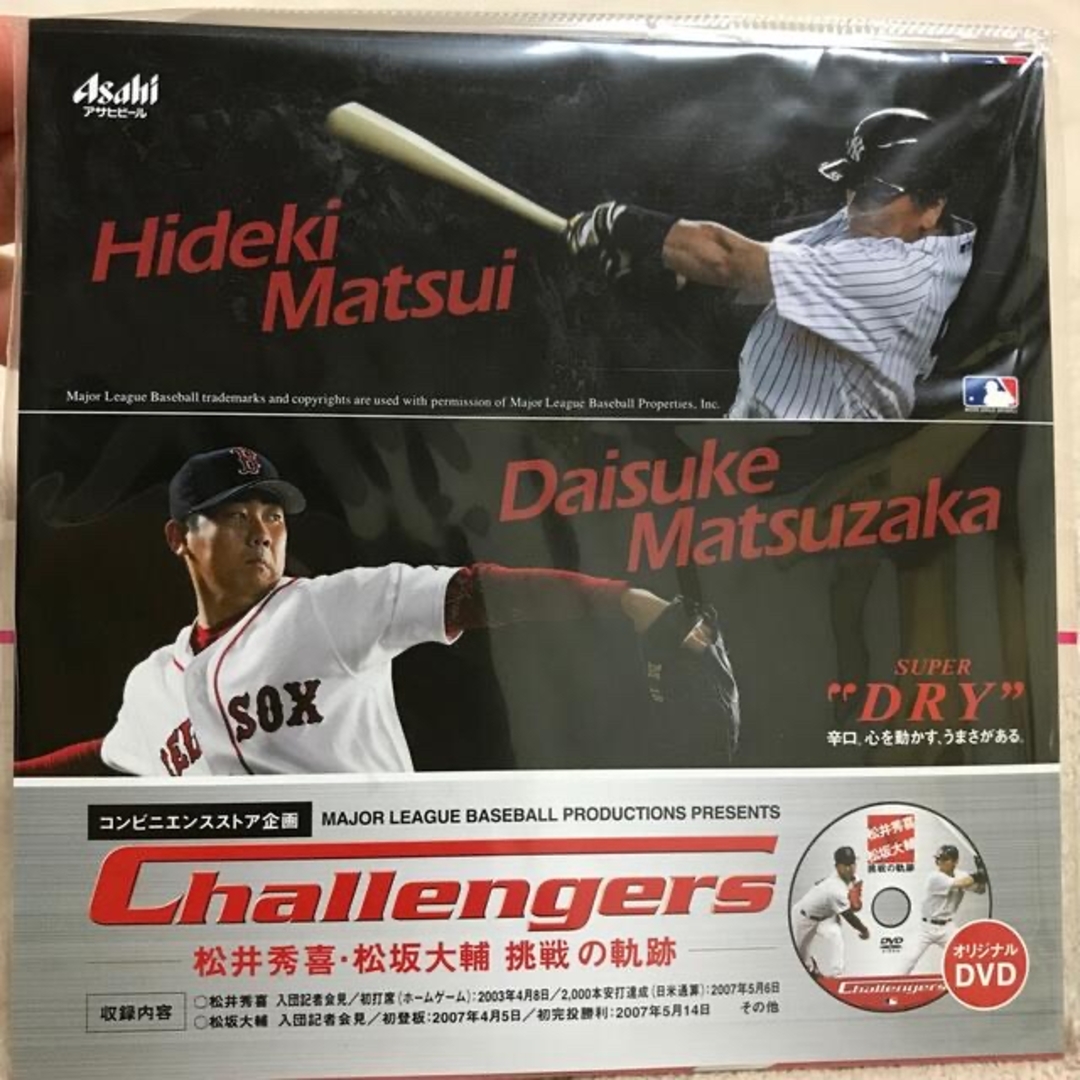 Asahi
アサヒビール
Hideki
Matsui
Major League Baseball trademarks and copyrights are used with permission of Major League Baseball Properties, Inc.
B
Daisuke
Matsuzaka
RED SOX
SUPER
"DRY"
辛口。心を動かす、うまさがある。
コンビニエンスストア企画
MAJOR LEAGUE BASEBALL PRODUCTIONS PRESENTS
Challengers
松井秀喜・松坂大輔 挑戦の軌跡
収録内容
○松井秀喜 入団記者会見／初打席(ホームゲーム):2003年4月8日／2,000本安打達成(日米通算):2007年5月6日
○松坂大輔 入団記者会見／初登板:2007年4月5日／初完投勝利:2007年5月14日 その他
松井秀喜
松坂大輔
挑戦の軌跡
DVD
Challengers
オリジナル
DVD